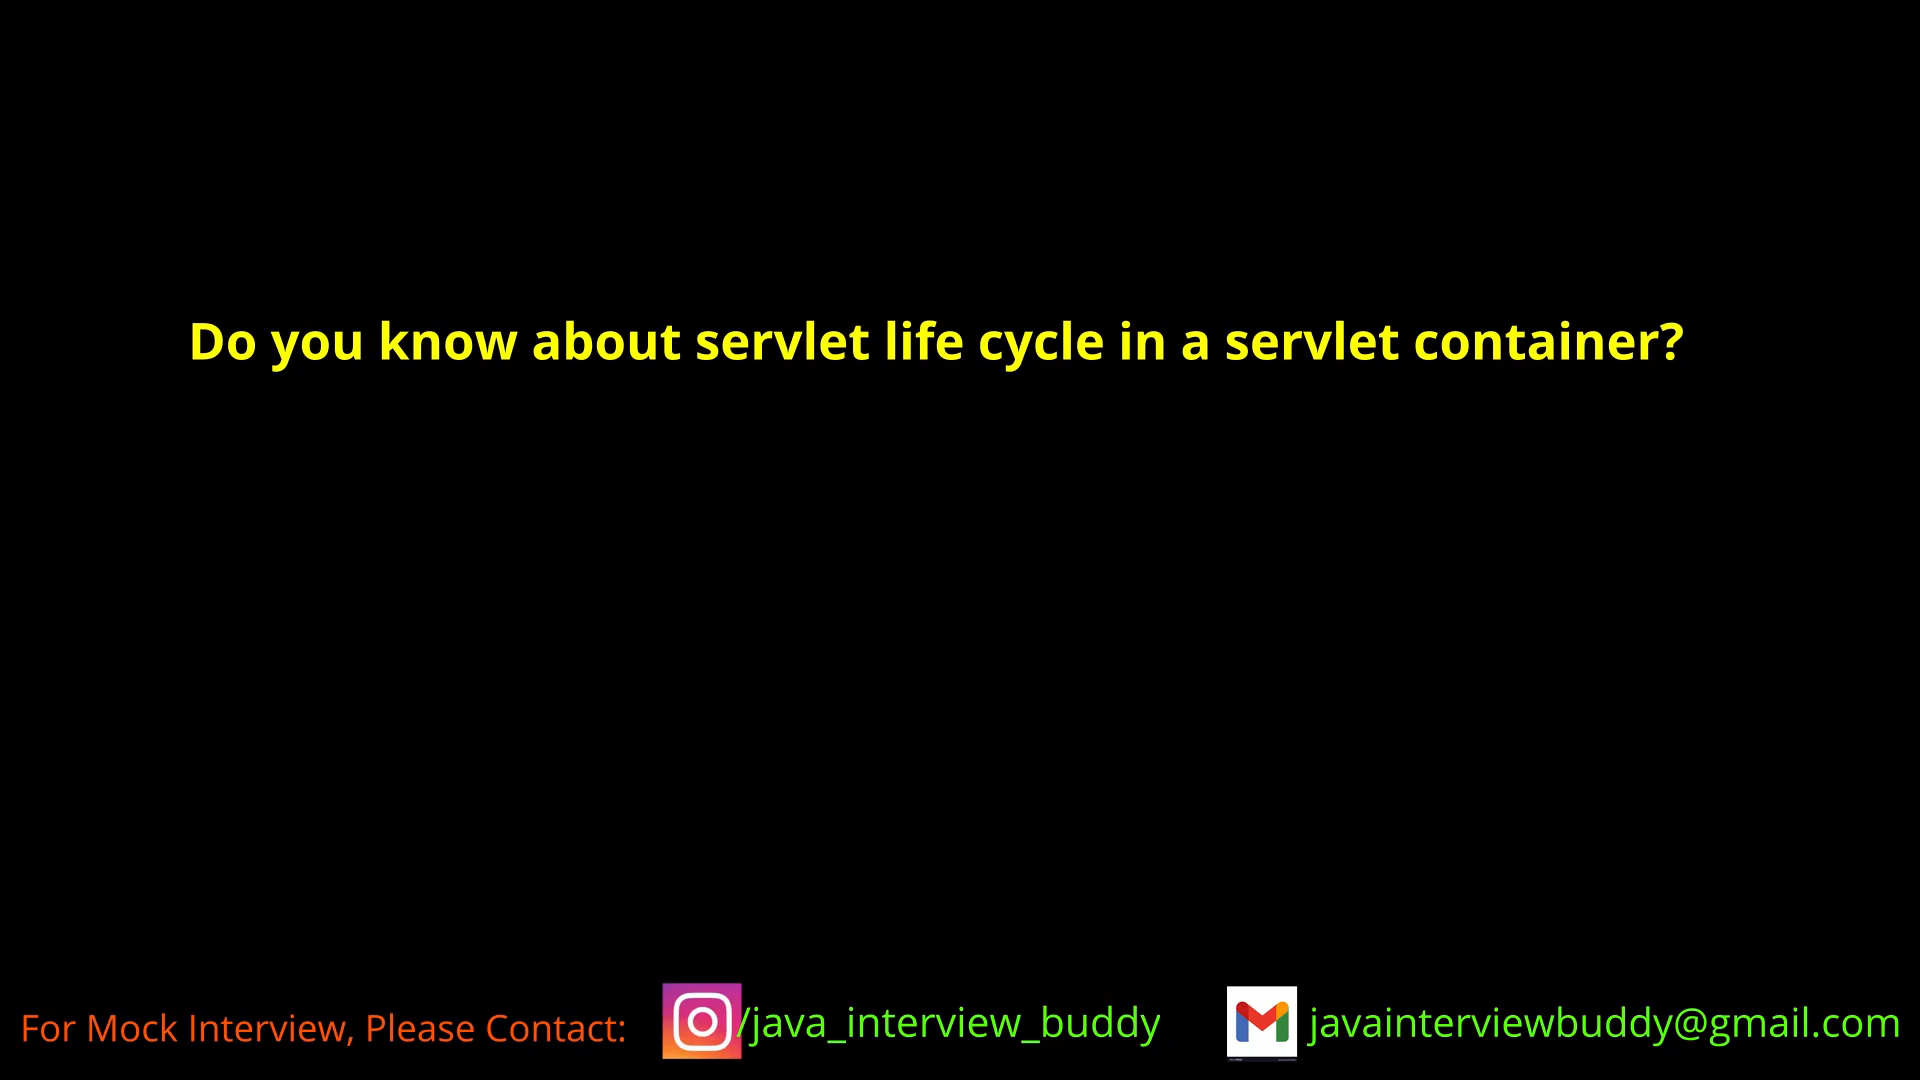 Do you know about servlet life cycle in a servlet container?
For Mock Interview, Please Contact: /java_interview_buddy javainterviewbuddy@gmail.com